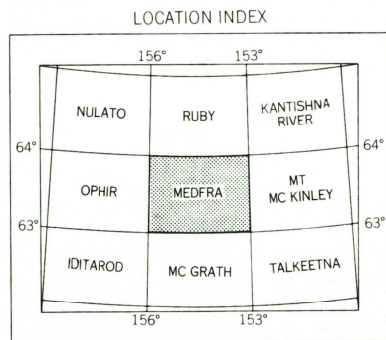 LOCATION INDEX
156° 153°
NULATO RUBY KANTISHNA RIVER
64° 64°
OPHIR MEDFRA MT MC KINLEY
63° 63°
IDITAROD MC GRATH TALKEETNA
156° 153°